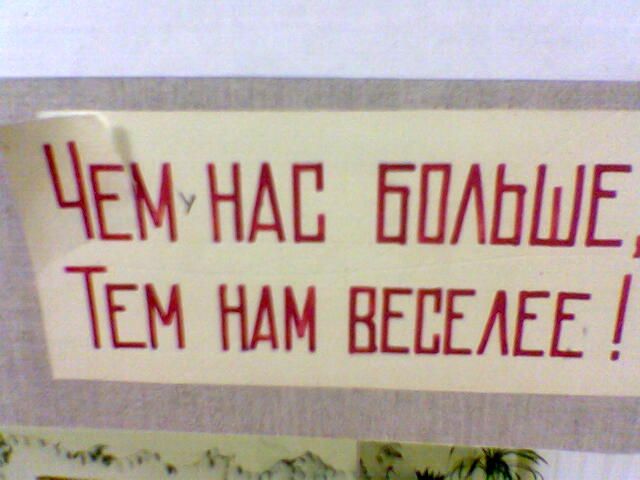 Чем у нас больше,
Тем нам веселее!